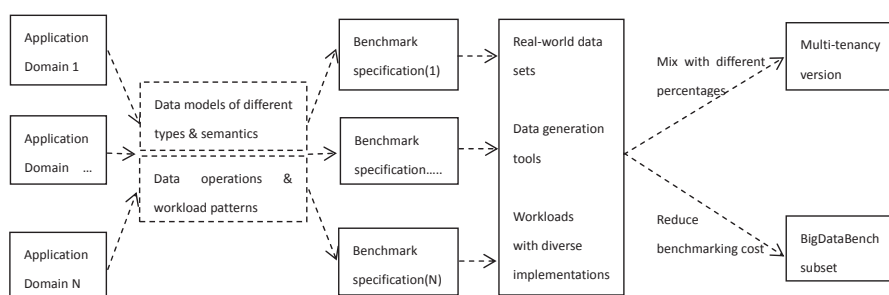 Application
Domain 1
Application
Domain ...
Application
Domain N
Data models of different
types & semantics
Data operations &
workload patterns
Benchmark
specification(1)
Benchmark
specification.....
Benchmark
specification(N)
Real-world data
sets
Data generation
tools
Workloads
with diverse
implementations
Mix with different
percentages
Reduce
benchmarking cost
Multi-tenancy
version
BigDataBench
subset